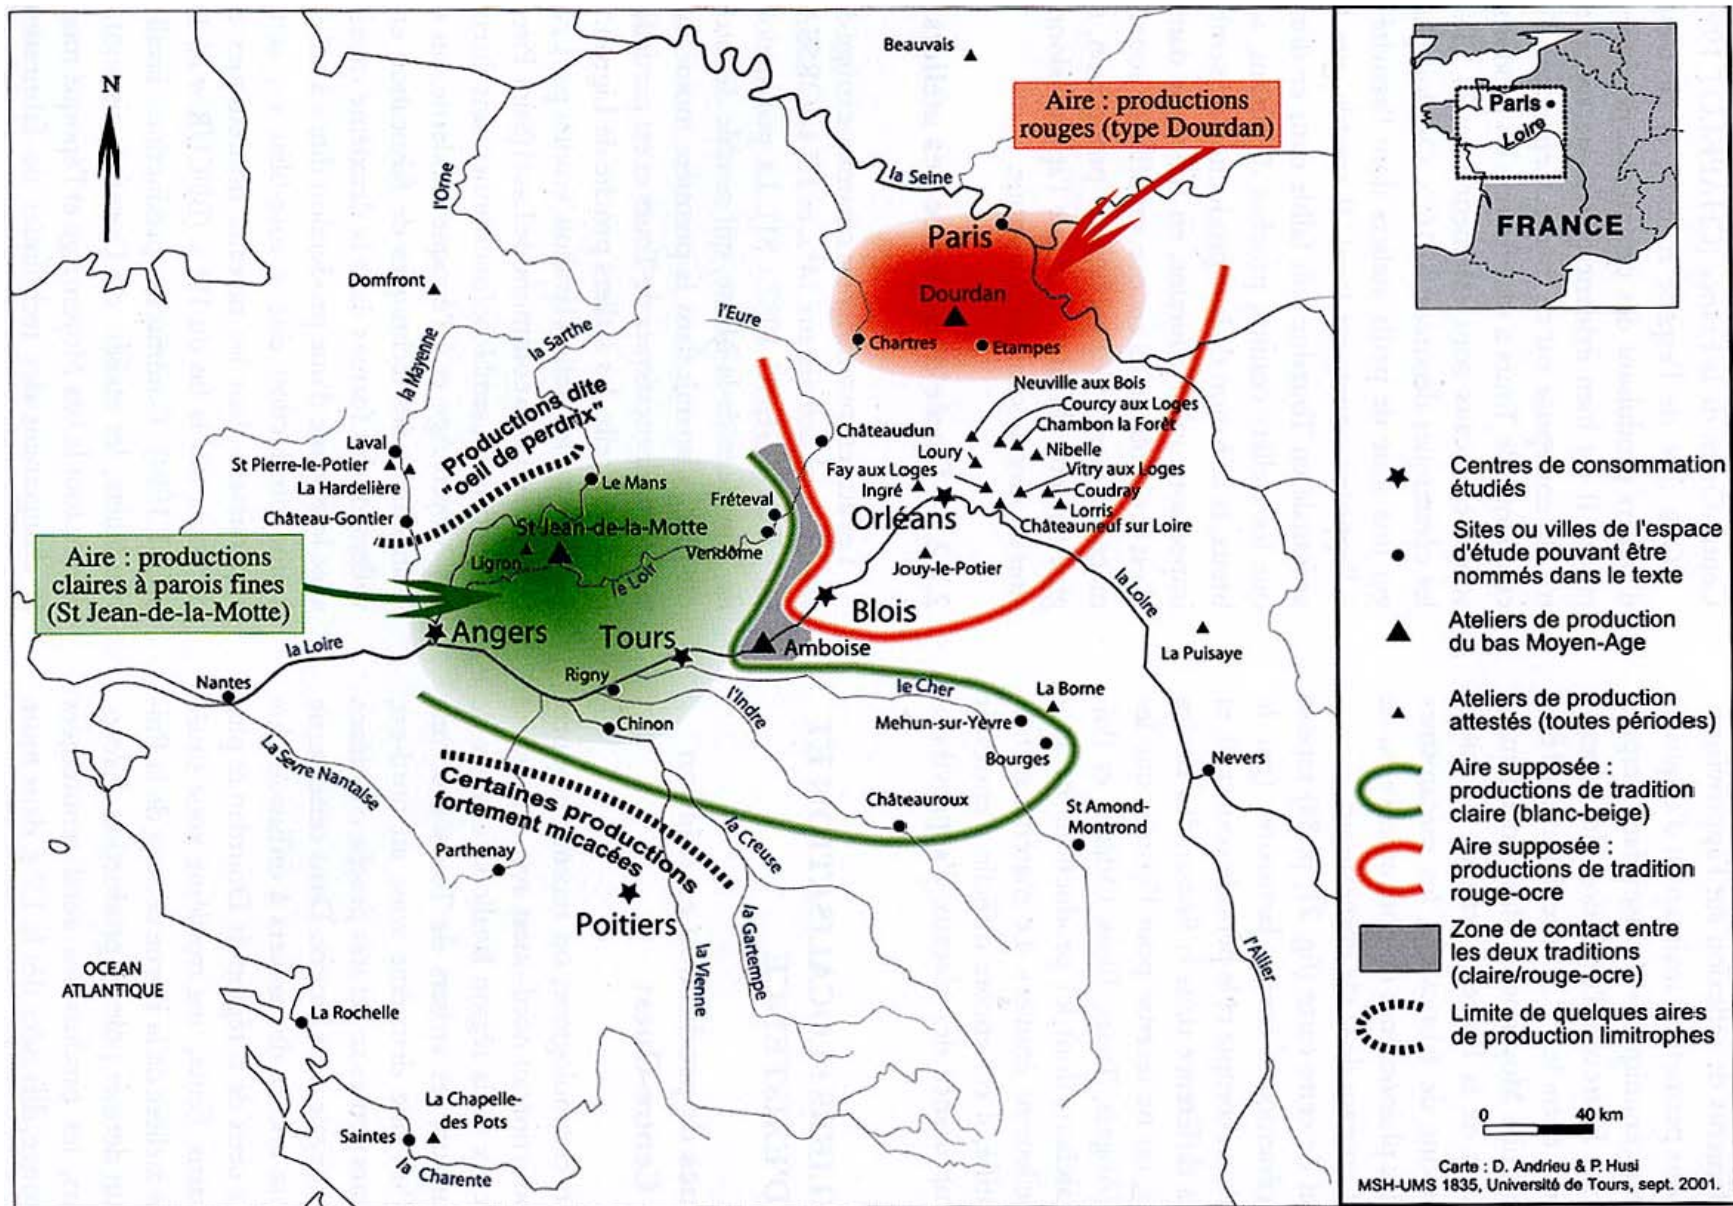 N
Beauvais
Aire : productions
rouges (type Dourdan)
l'Orne
la Seine
Paris
Domfront
Dourdan
l'Eure
Chartres
Etampes
la Mayenne
la Sarthe
Productions dite
"oeil de perdrix"
Neuville aux Bois
Courcy aux Loges
Chambon la Forêt
Laval
Châteaudun
Loury
Nibelle
St Pierre-le-Potier
Fay aux Loges
Vitry aux Loges
La Hardelière
Le Mans
Ingré
Coudray
Fréteval
Lorris
Château-Gontier
St Jean-de-la-Motte
Orléans
Châteauneuf sur Loire
Aire : productions
claires à parois fines
(St Jean-de-la-Motte)
Ligron
Vendôme
le Loir
Jouy-le-Potier
la Loire
Blois
Angers
Tours
Amboise
la Loire
La Puisaye
Nantes
Rigny
le Cher
La Borne
l'Indre
Chinon
Mehun-sur-Yèvre
Bourges
La Sevre Nantaise
Nevers
Certaines productions
fortement micacées
Châteauroux
St Amond-
Montrond
la Creuse
Parthenay
Poitiers
la Gartempe
la Vienne
l'Allier
OCEAN
ATLANTIQUE
La Rochelle
La Chapelle-
des Pots
Saintes
la Charente
Paris
Loire
FRANCE
Centres de consommation
étudiés
Sites ou villes de l'espace
d'étude pouvant être
nommés dans le texte
Ateliers de production
du bas Moyen-Age
Ateliers de production
attestés (toutes périodes)
Aire supposée :
productions de tradition
claire (blanc-beige)
Aire supposée :
productions de tradition
rouge-ocre
Zone de contact entre
les deux traditions
(claire/rouge-ocre)
Limite de quelques aires
de production limitrophes
0 40 km
Carte : D. Andrieu & P. Husi
MSH-UMS 1835, Université de Tours, sept. 2001.